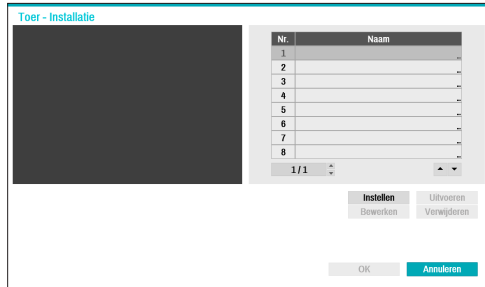 Toer - Installatie
Nr. Naam
1 ...
2 ...
3 ...
4 ...
5 ...
6 ...
7 ...
8 ...
1 / 1
Instellen Uitvoeren
Bewerken Verwijderen
OK Annuleren